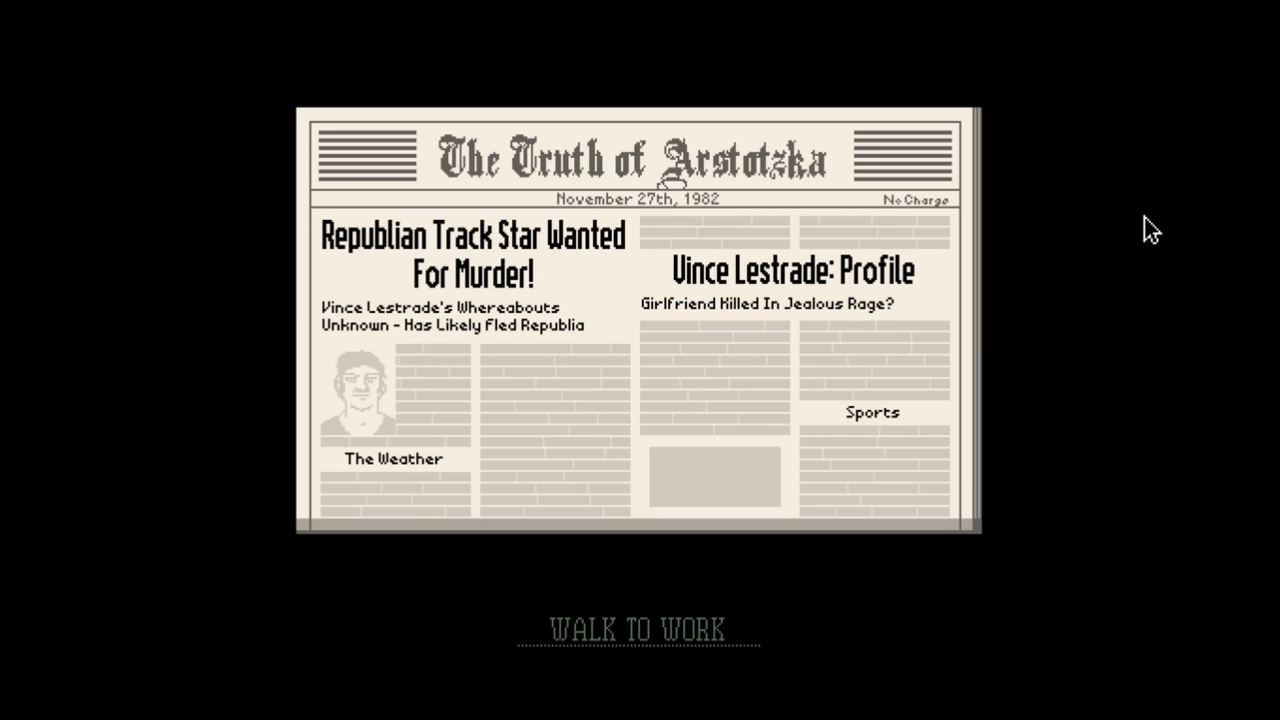 The Truth of Arstotzka
November 27th, 1982
No Charge
Republian Track Star Wanted
For Murder!
Vince Lestrade's Whereabouts
Unknown - Has Likely Fled Republia
The Weather
Vince Lestrade: Profile
Girlfriend Killed In Jealous Rage?
Sports
WALK TO WORK